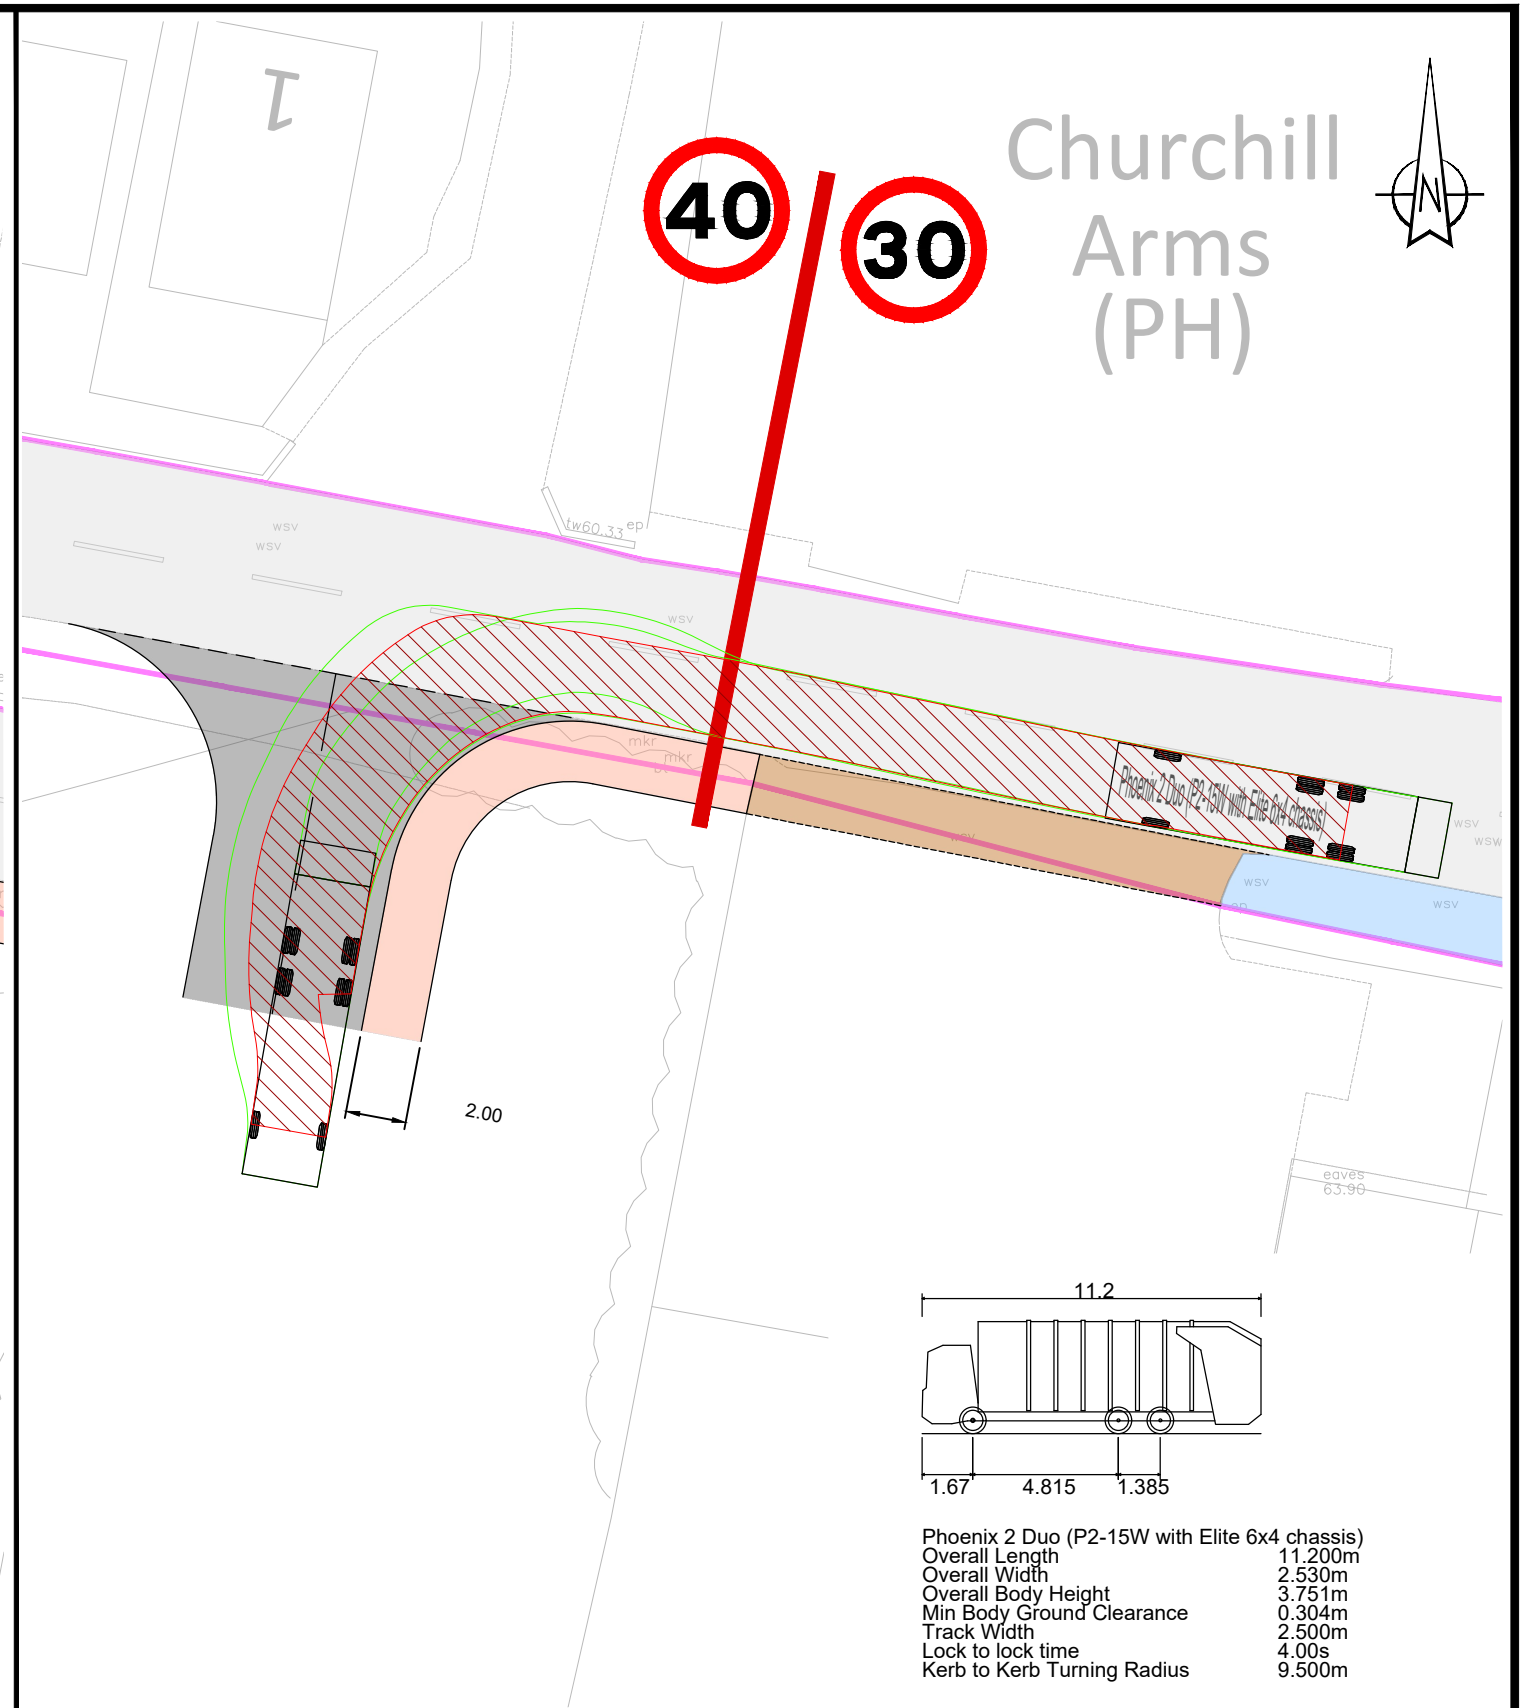 1
40
30
Churchill
Arms
(PH)
N
wsv
wsv
tw60.33
ep
wsv
mkr
mkr
Phoenix 2 Duo (P2-15W with Elite 6x4 chassis)
wsv
wsv
wsv
wsv
ep
wsv
2.00
eaves
63.90
11.2
1.67
4.815
1.385
Phoenix 2 Duo (P2-15W with Elite 6x4 chassis)
Overall Length 11.200m
Overall Width 2.530m
Overall Body Height 3.751m
Min Body Ground Clearance 0.304m
Track Width 2.500m
Lock to lock time 4.00s
Kerb to Kerb Turning Radius 9.500m